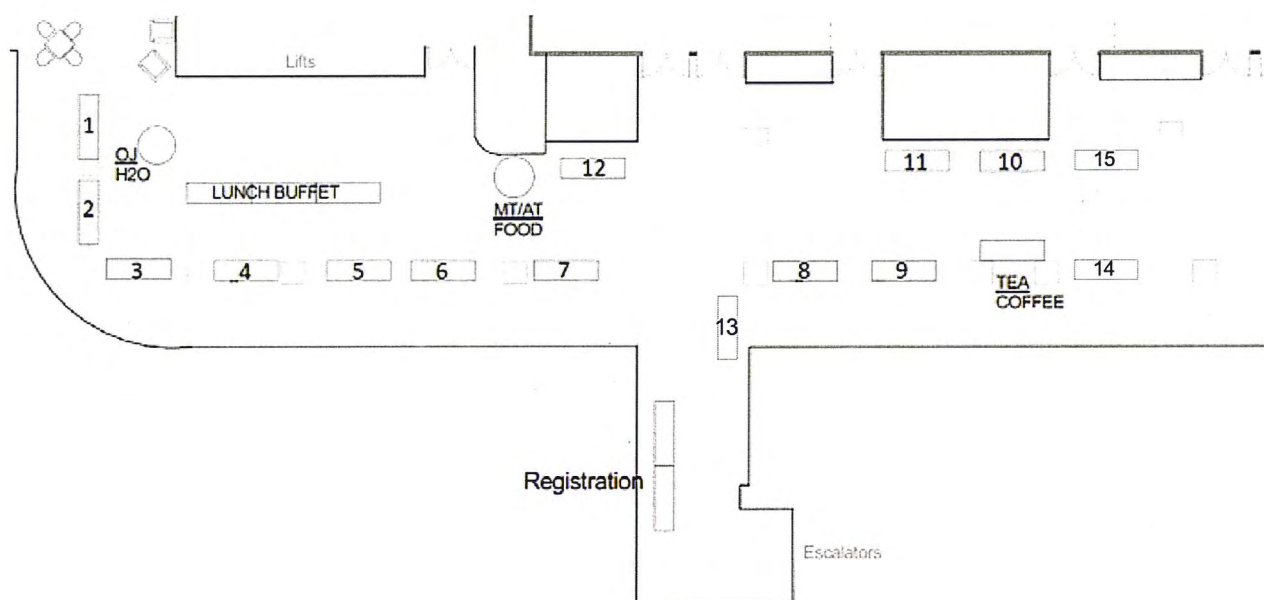 Lifts
1
OJ
H2O
12
11
10
15
2
LUNCH BUFFET
MT/AT
FOOD
3
4
5
6
7
8
9
14
TEA
COFFEE
13
Registration
Escalators